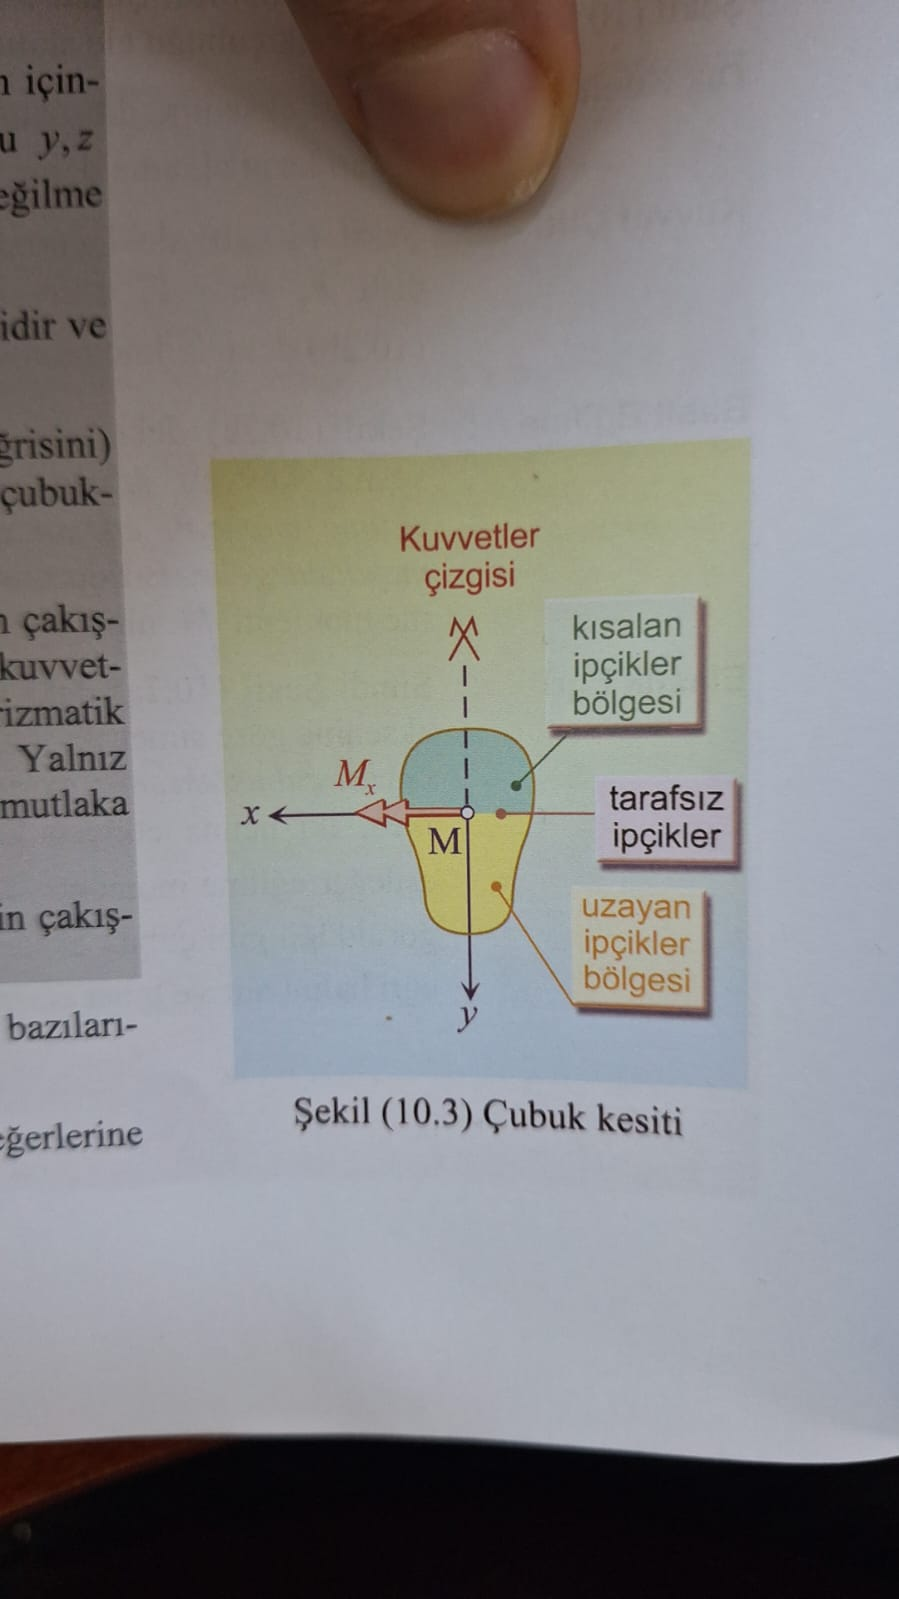 için-
u y, z
eğilme
idir ve
ğrisini)
çubuk-
çakış-
kuvvet-
rizmatik
Yalnız
mutlaka
in çakış-
bazıları-
eğerlerine
Kuvvetler
çizgisi
kısalan
ipçikler
bölgesi
Mx
x
tarafsız
ipçikler
M
uzayan
ipçikler
bölgesi
y
Şekil (10.3) Çubuk kesiti